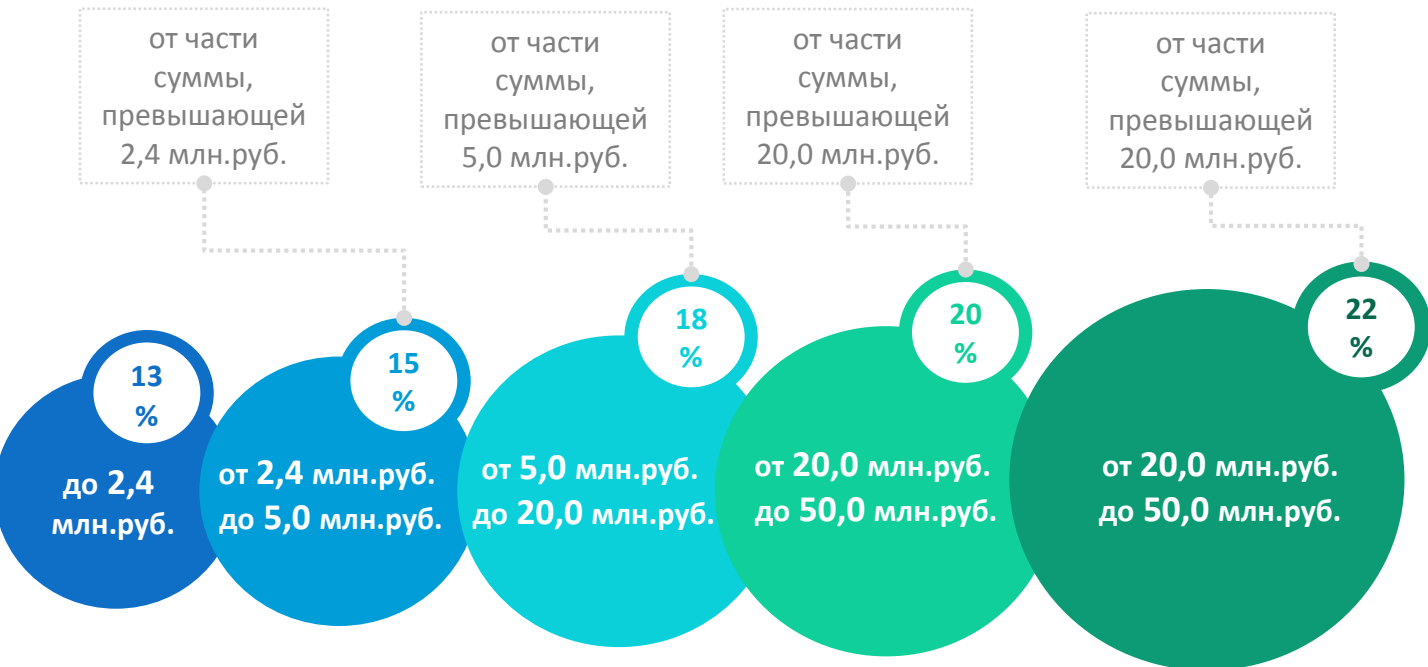 от части
суммы,
превышающей
2,4 млн.руб.
от части
суммы,
превышающей
5,0 млн.руб.
от части
суммы,
превышающей
20,0 млн.руб.
от части
суммы,
превышающей
20,0 млн.руб.
13
%
15
%
18
%
20
%
22
%
до 2,4
млн.руб.
от 2,4 млн.руб.
до 5,0 млн.руб.
от 5,0 млн.руб.
до 20,0 млн.руб.
от 20,0 млн.руб.
до 50,0 млн.руб.
от 20,0 млн.руб.
до 50,0 млн.руб.